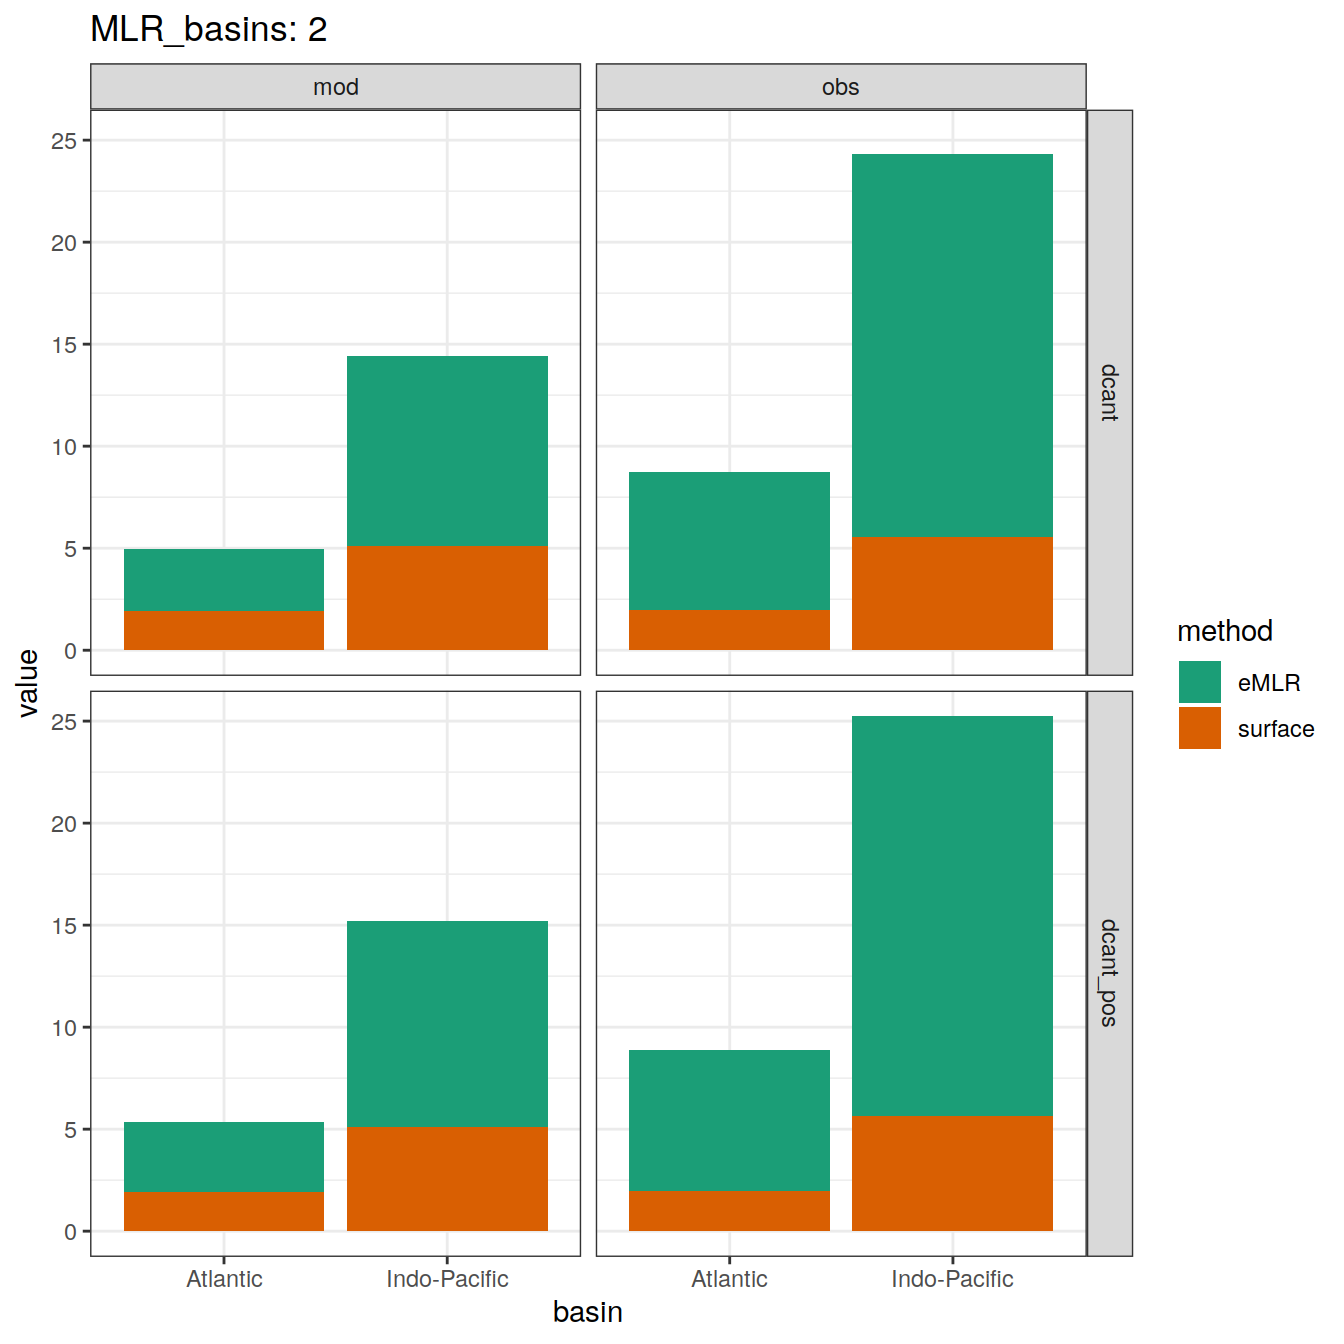 MLR_basins: 2
mod
obs
25
20
15
10
5
0
dcant
25
20
15
10
5
0
dcant_pos
value
Atlantic
Indo-Pacific
Atlantic
Indo-Pacific
basin
method
eMLR
surface